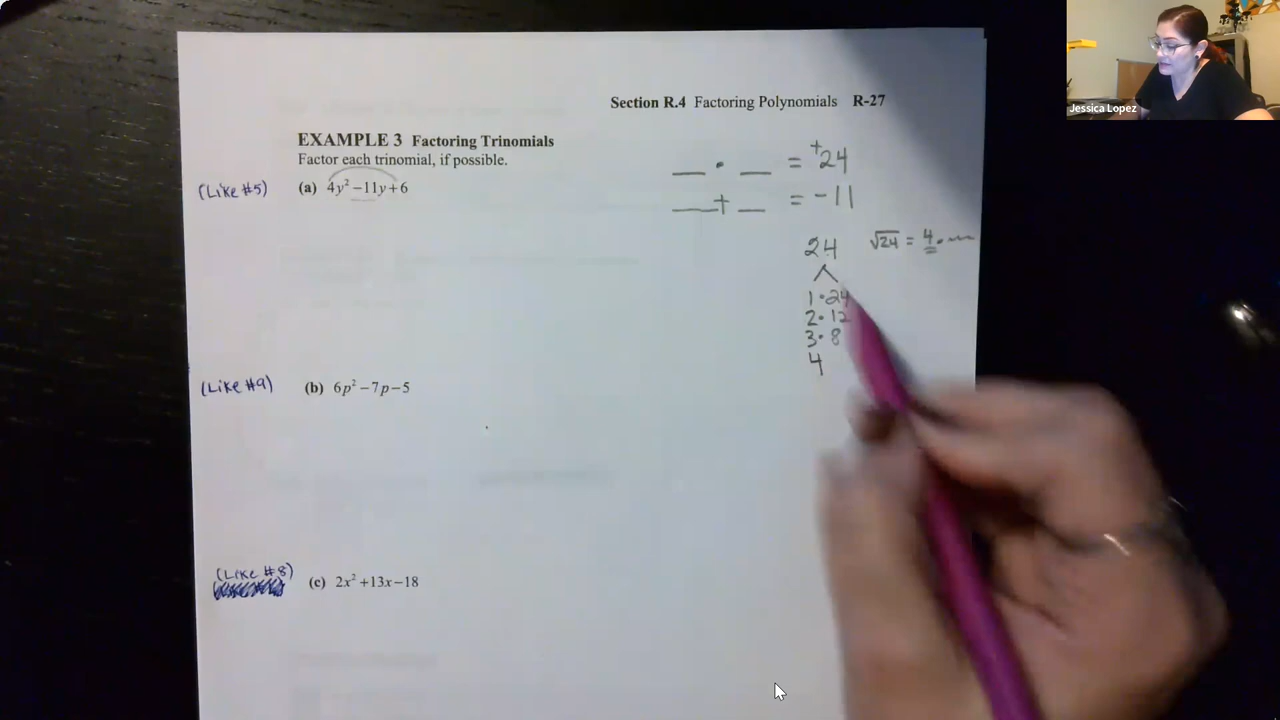 Jessica Lopez
Section R.4 Factoring Polynomials R-27
EXAMPLE 3 Factoring Trinomials
Factor each trinomial, if possible.
(Like #5) (a) 4y² −11y+6
__ · __ = +24
__ + __ = -11
24
√24 = 4.
1·24
2·12
3·8
4
(Like #9) (b) 6p² −7p−5
(Like #8)
(c) 2x² +13x−18